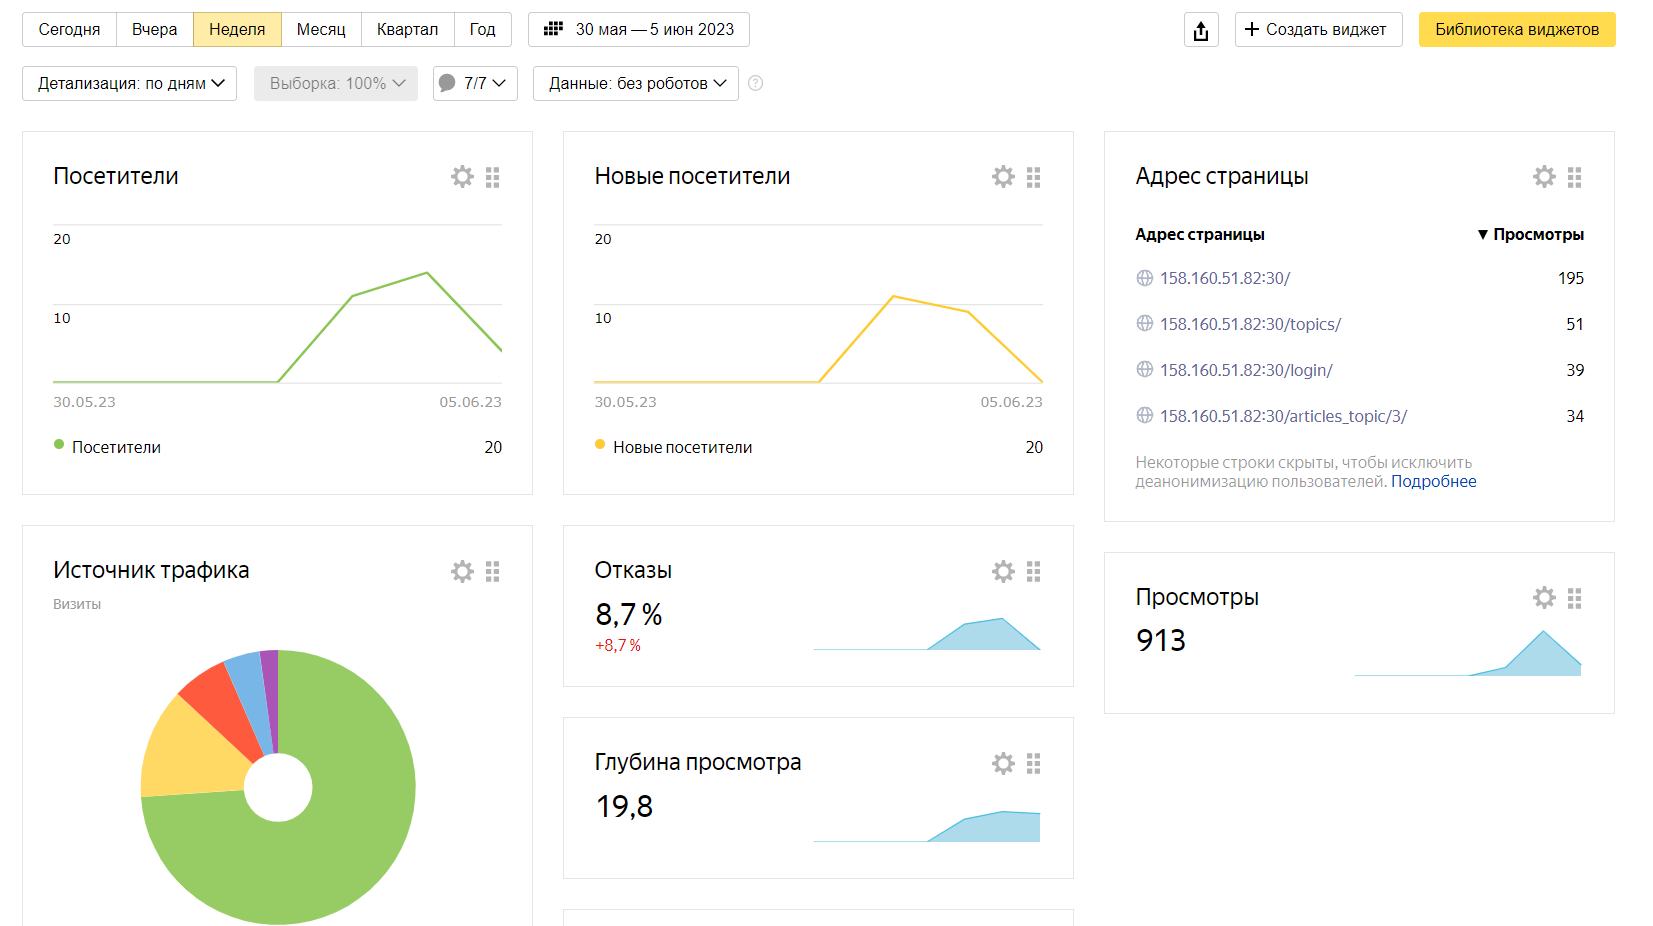 Сегодня Вчера Неделя Месяц Квартал Год 30 мая — 5 июн 2023 + Создать виджет Библиотека виджетов
Детализация: по дням Выборка: 100% 7/7 Данные: без роботов ?
Посетители
20
10
30.05.23 05.06.23
Посетители 20
Новые посетители
20
10
30.05.23 05.06.23
Новые посетители 20
Адрес страницы
Адрес страницы ▼ Просмотры
158.160.51.82:30/ 195
158.160.51.82:30/topics/ 51
158.160.51.82:30/login/ 39
158.160.51.82:30/articles_topic/3/ 34
Некоторые строки скрыты, чтобы исключить
деанонимизацию пользователей. Подробнее
Источник трафика
Визиты
Отказы
8,7 %
+8,7 %
Просмотры
913
Глубина просмотра
19,8